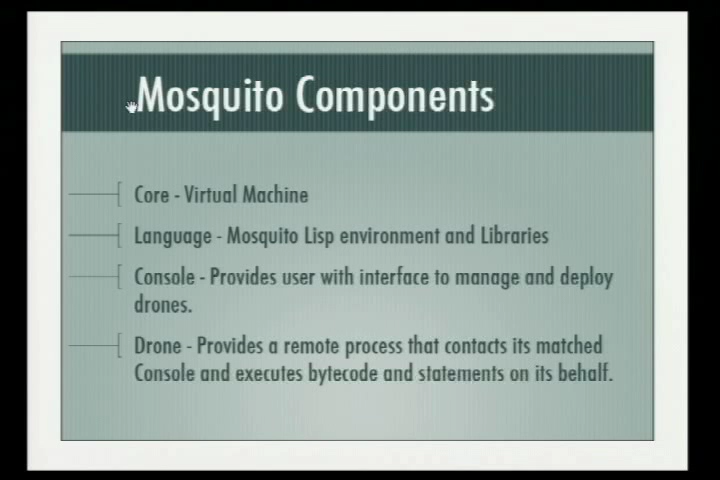 Mosquito Components
Core - Virtual Machine
Language - Mosquito Lisp environment and Libraries
Console - Provides user with interface to manage and deploy
drones.
Drone - Provides a remote process that contacts its matched
Console and executes bytecode and statements on its behalf.